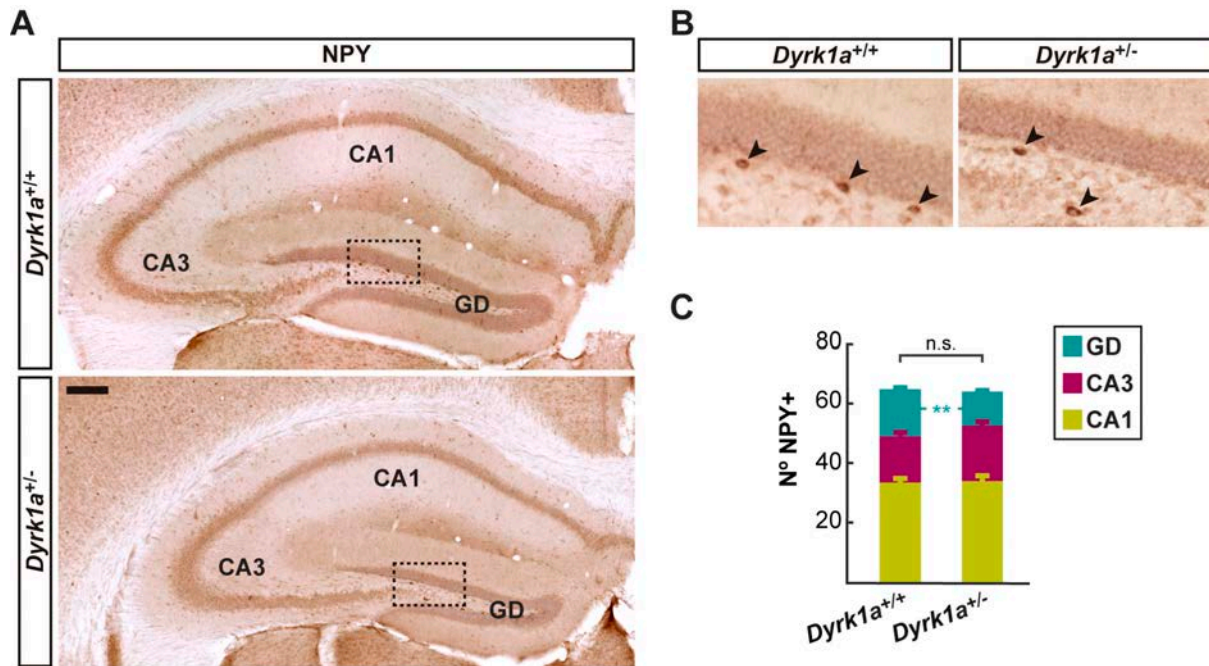 A
NPY
Dyrk1a+/+
CA1
CA3
GD
Dyrk1a+/-
CA1
CA3
GD
B
Dyrk1a+/+
Dyrk1a+/-
C
80
60
40
20
Nº NPY+
n.s.
**
GD
CA3
CA1
Dyrk1a+/+
Dyrk1a+/-